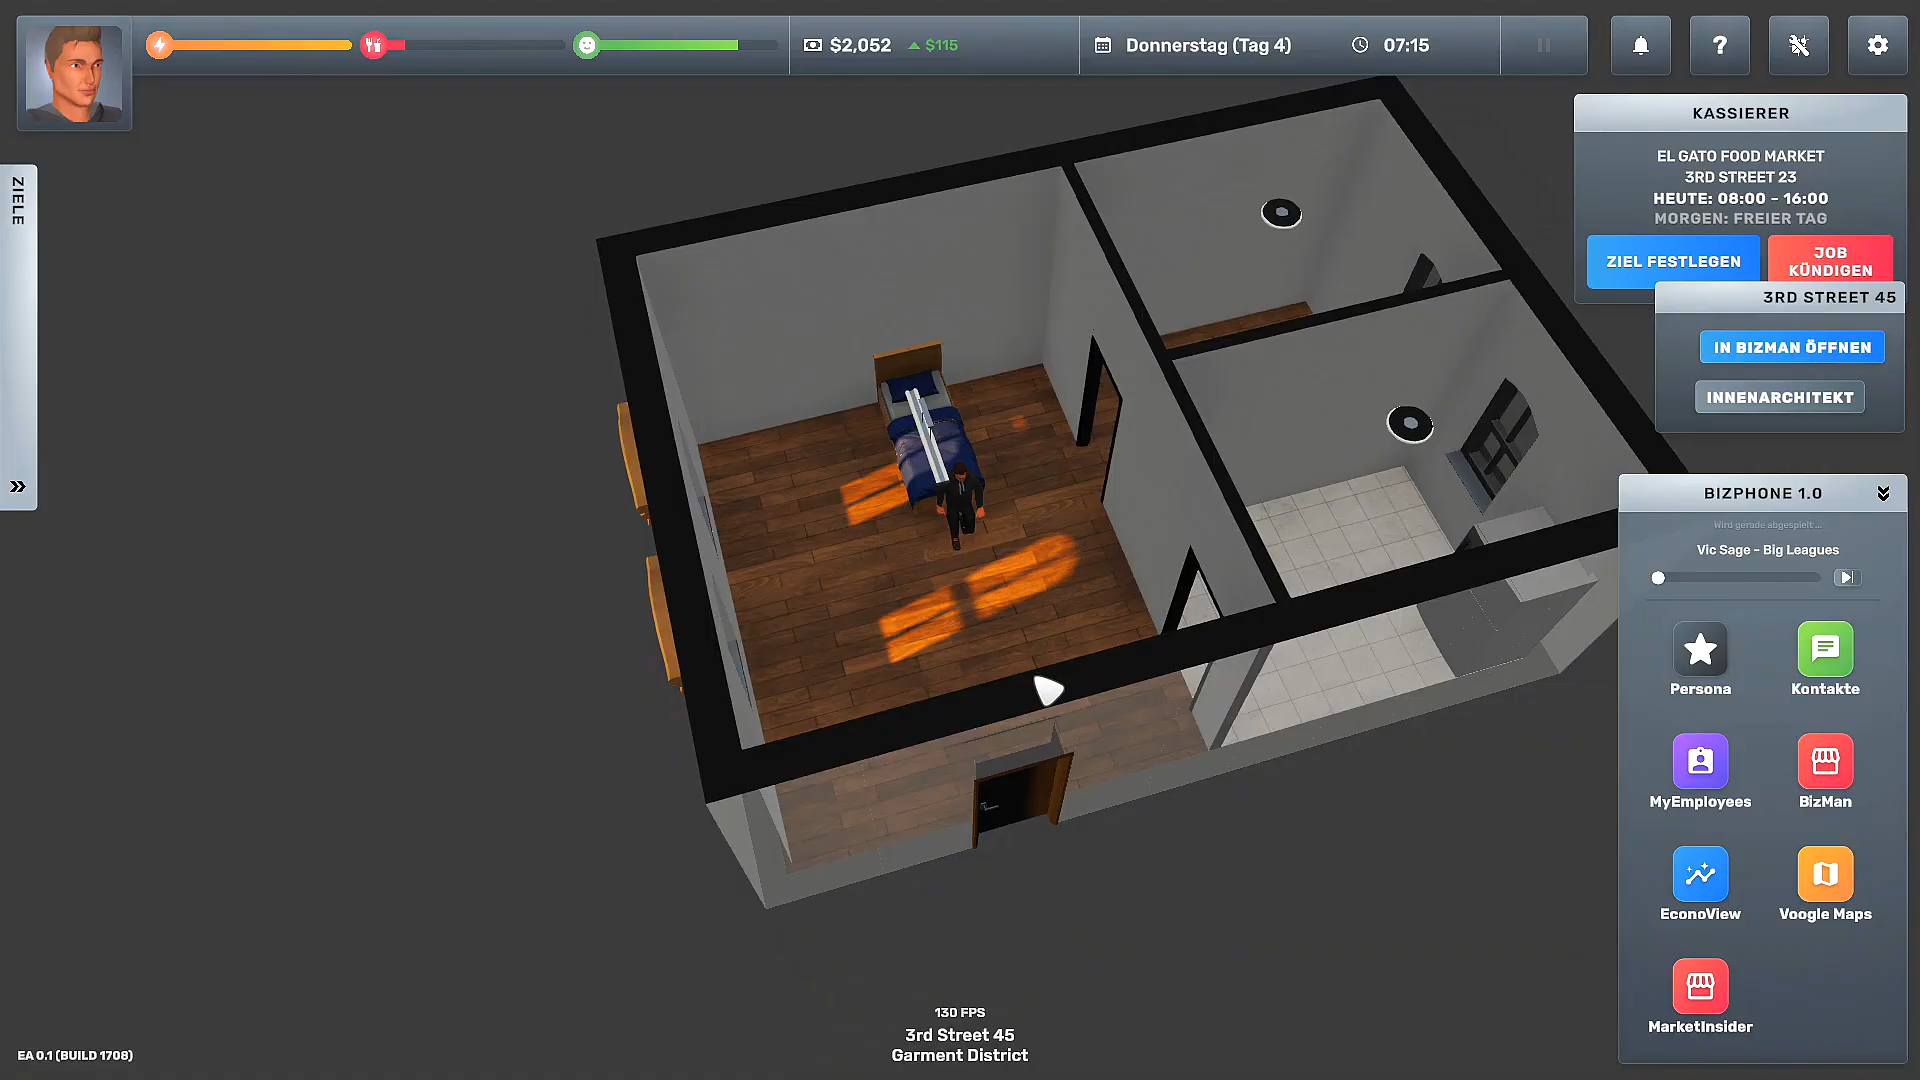 $2,052
$115
Donnerstag (Tag 4)
07:15
?
ZIELE
KASSIERER
EL GATO FOOD MARKET
3RD STREET 23
HEUTE: 08:00 - 16:00
MORGEN: FREIER TAG
ZIEL FESTLEGEN
JOB KÜNDIGEN
3RD STREET 45
IN BIZMAN ÖFFNEN
INNENARCHITEKT
BIZPHONE 1.0
Wird gerade abgespielt ...
Vic Sage - Big Leagues
Persona
Kontakte
MyEmployees
BizMan
EconoView
Voogle Maps
MarketInsider
130 FPS
3rd Street 45
Garment District
EA 0.1 (BUILD 1708)